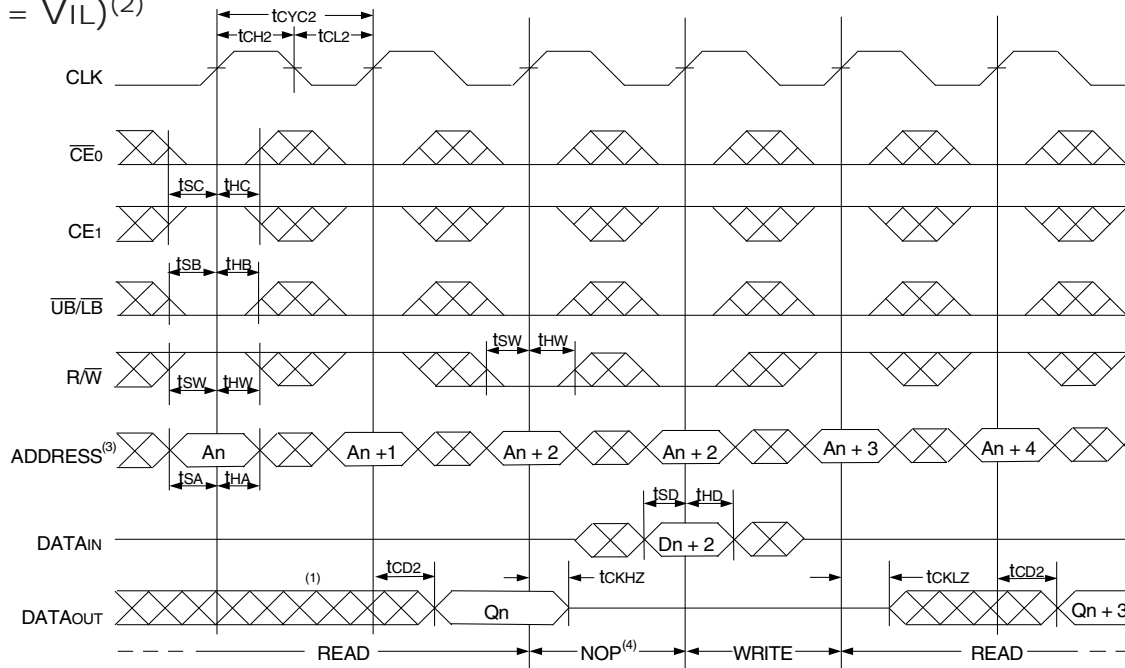 = VIL)(2)
tCYC2
tCH2 tCL2
CLK
CE0
tSC tHC
CE1
tSB tHB
UB/LB
tSW tHW
R/W
tSW tHW
ADDRESS(3) An An +1 An + 2 An + 2 An + 3 An + 4
tSA tHA
tSD tHD
DATAIN Dn + 2
(1) tCD2 tCKHZ tCKLZ tCD2
DATAOUT Qn Qn + 3
READ NOP(4) WRITE READ